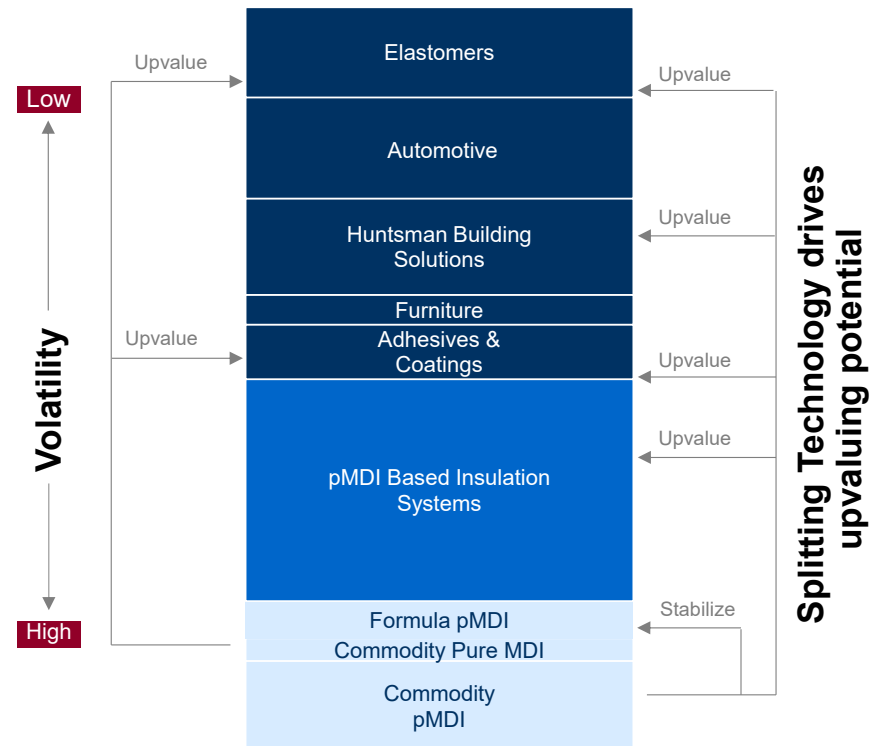 Elastomers
Upvalue
Upvalue
Low
Automotive
Upvalue
Huntsman Building
Solutions
Furniture
Upvalue
Adhesives &
Coatings
Upvalue
Upvalue
pMDI Based Insulation
Systems
Volatility
Splitting Technology drives
upvaluing potential
Formula pMDI
Stabilize
High
Commodity Pure MDI
Commodity
pMDI